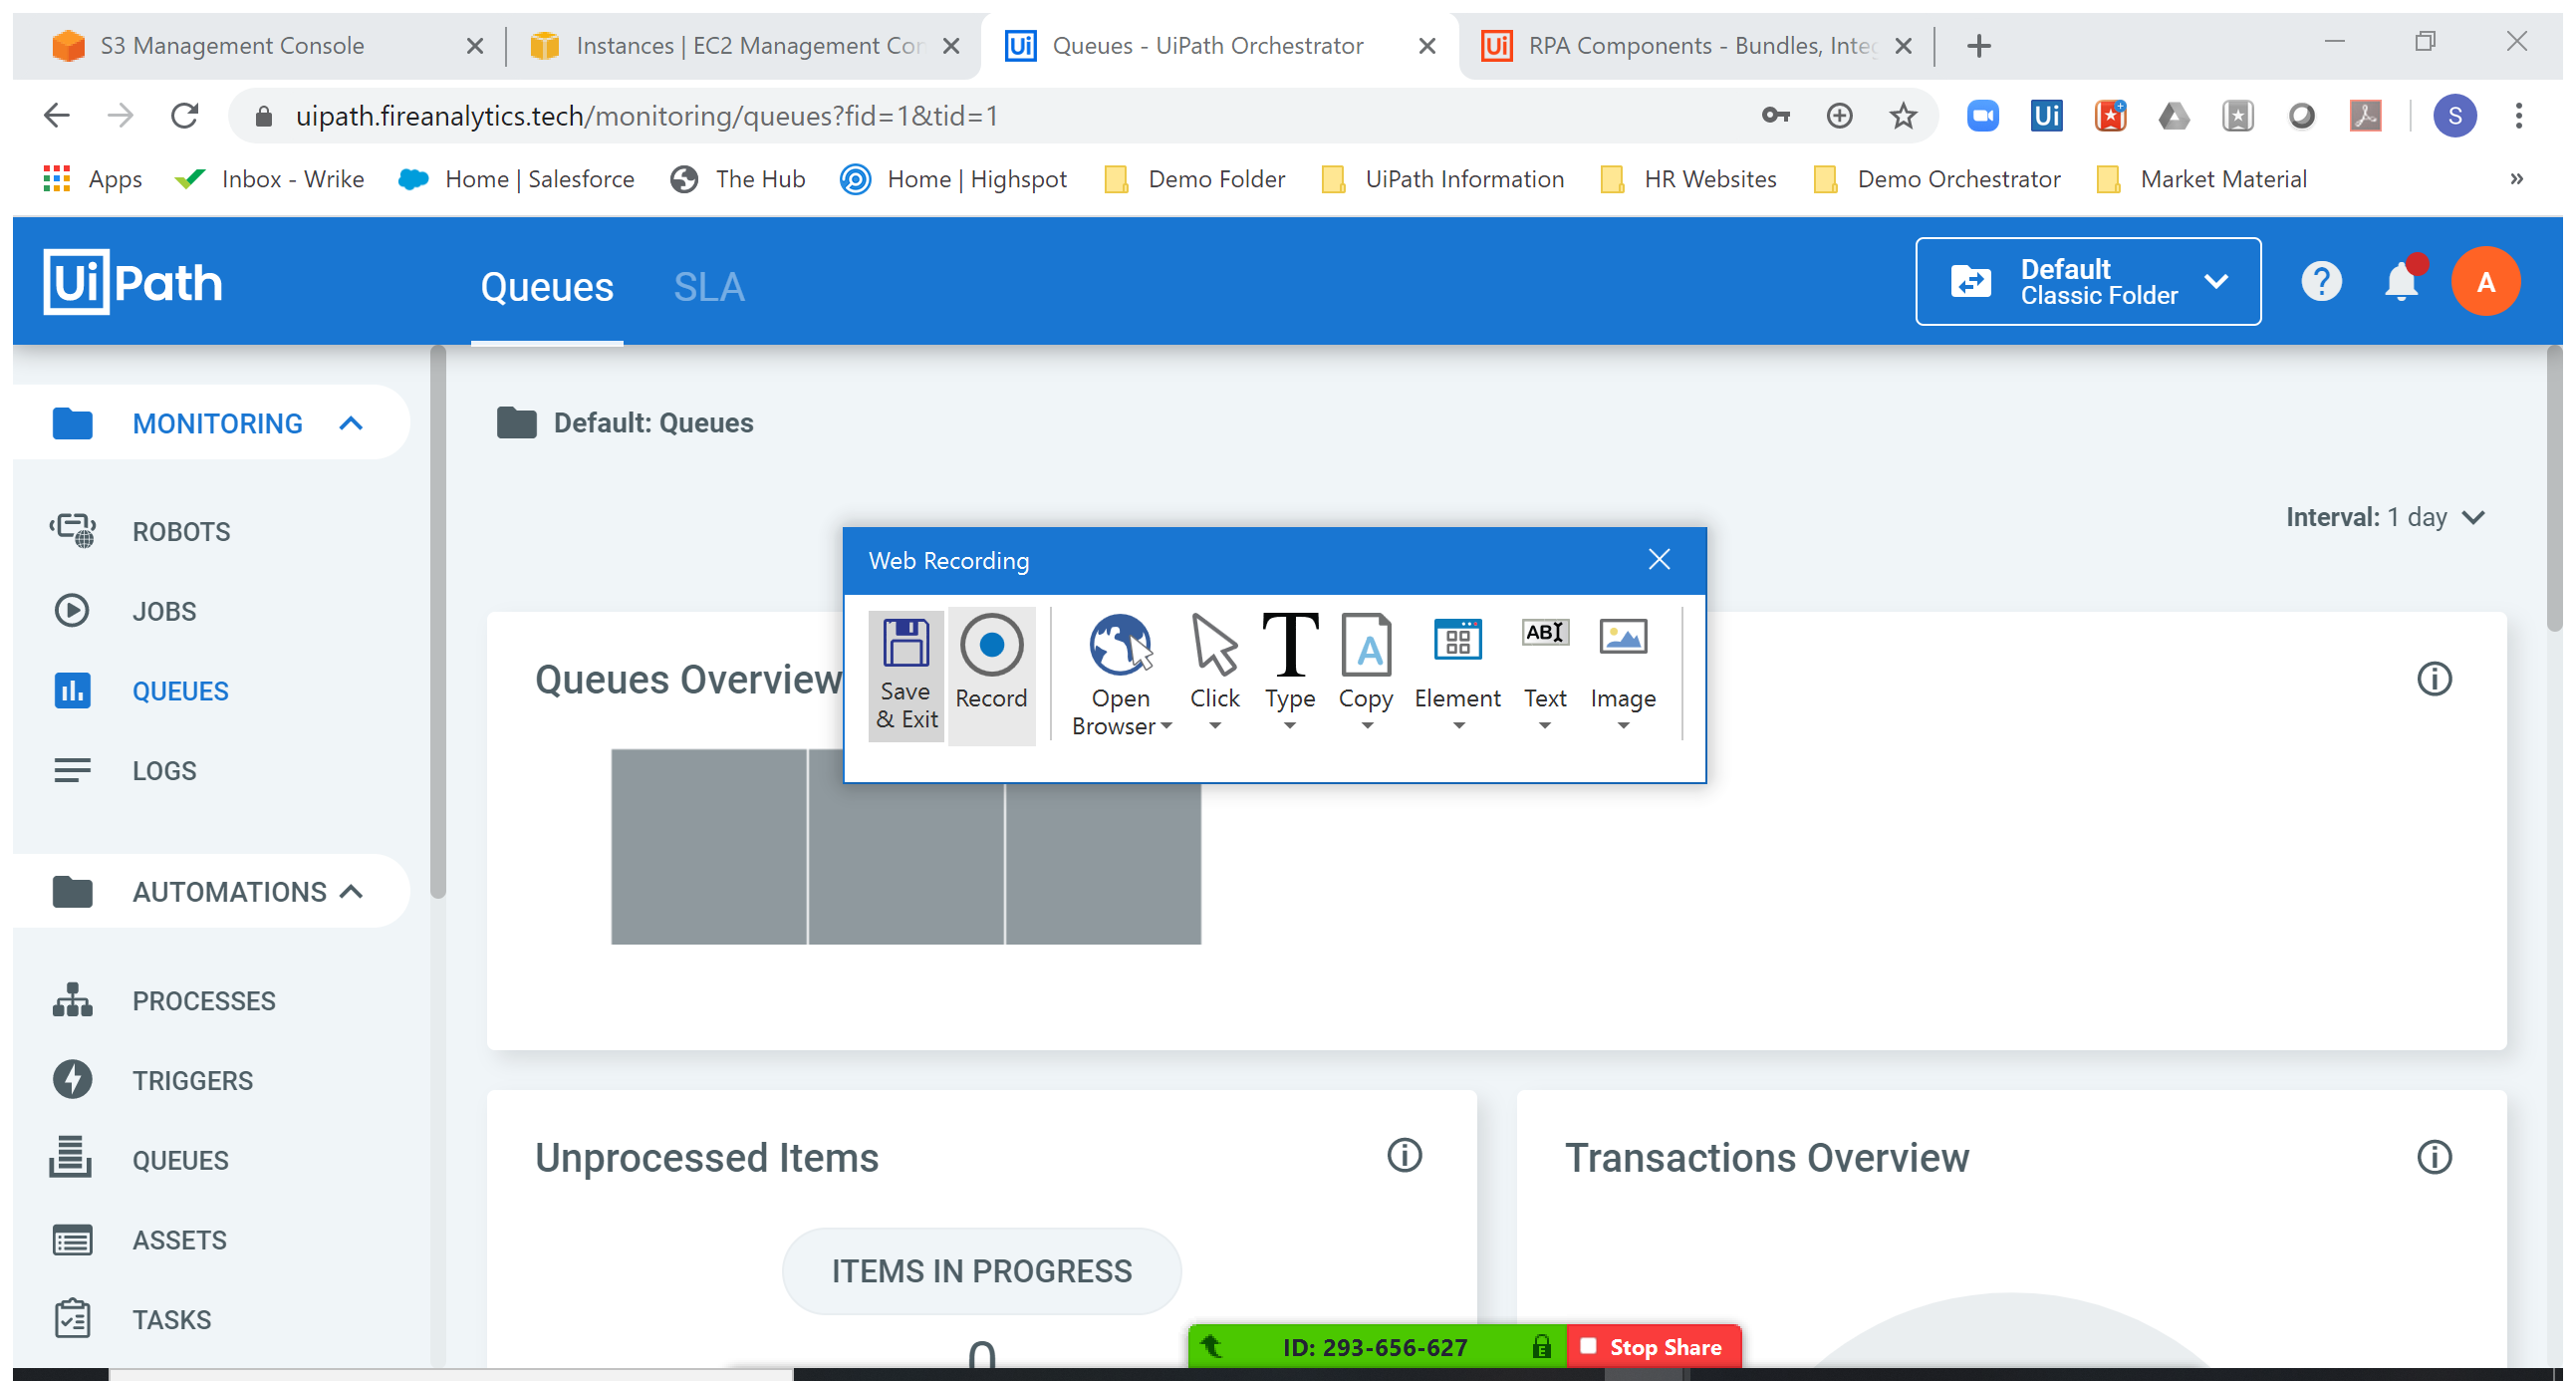 S3 Management Console
Instances | EC2 Management Con
Queues - UiPath Orchestrator
RPA Components - Bundles, Integ
uipath.fireanalytics.tech/monitoring/queues?fid=1&tid=1
Ui
S
Apps
Inbox - Wrike
Home | Salesforce
The Hub
Home | Highspot
Demo Folder
UiPath Information
HR Websites
Demo Orchestrator
Market Material
»
UiPath
Queues
SLA
Default
Classic Folder
?
A
MONITORING
ROBOTS
JOBS
QUEUES
LOGS
AUTOMATIONS
PROCESSES
TRIGGERS
QUEUES
ASSETS
TASKS
Default: Queues
Interval: 1 day
Web Recording
Save
& Exit
Record
Open
Browser
Click
T
Type
A
Copy
Element
ABI
Text
Image
Queues Overview
Unprocessed Items
ITEMS IN PROGRESS
0
Transactions Overview
ID: 293-656-627
E
Stop Share